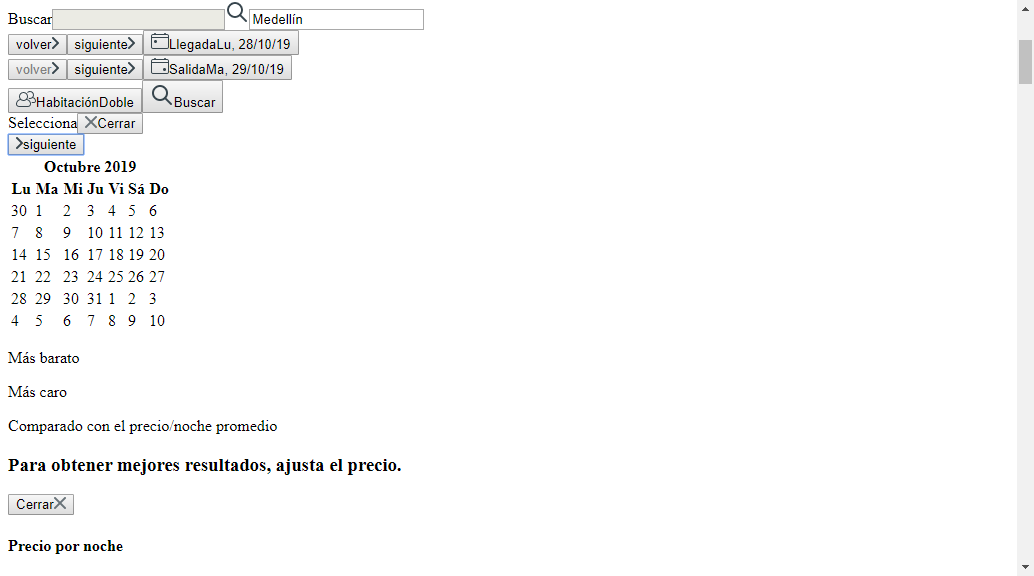 Buscar Medellín
volver siguiente LlegadaLu, 28/10/19
volver siguiente SalidaMa, 29/10/19
HabitaciónDoble Buscar
Selecciona Cerrar
siguiente
Octubre 2019
Lu Ma Mi Ju Vi Sá Do
30 1 2 3 4 5 6
7 8 9 10 11 12 13
14 15 16 17 18 19 20
21 22 23 24 25 26 27
28 29 30 31 1 2 3
4 5 6 7 8 9 10
Más barato
Más caro
Comparado con el precio/noche promedio
Para obtener mejores resultados, ajusta el precio.
Cerrar
Precio por noche